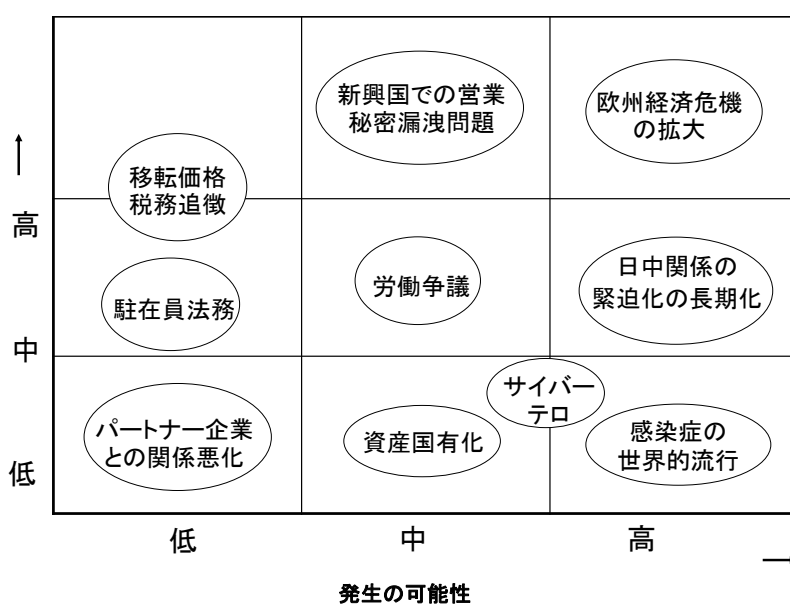 新興国での営業
秘密漏洩問題
欧州経済危機
の拡大
移転価格
税務追徴
高
駐在員法務
労働争議
日中関係の
緊迫化の長期化
中
サイバー
テロ
パートナー企業
との関係悪化
資産国有化
感染症の
世界的流行
低
低
中
高
発生の可能性